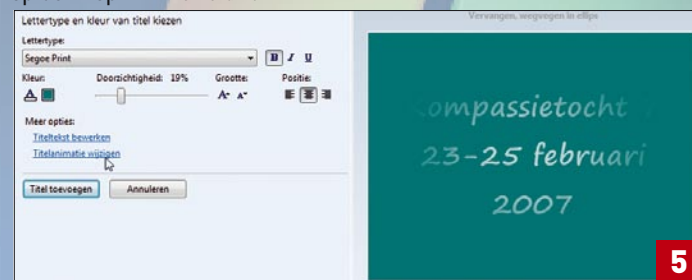 Lettertype en kleur van titel kiezen
Lettertype:
Segoe Print
B I U
Kleur: Doorzichtigheid: 19% Grootte: Positie:
A A A
Meer opties:
Titeltekst bewerken
Titelanimatie wijzigen
Titel toevoegen Annuleren
Vervangen, wegvegen in ellips
ompassietocht
23-25 februari
2007
5